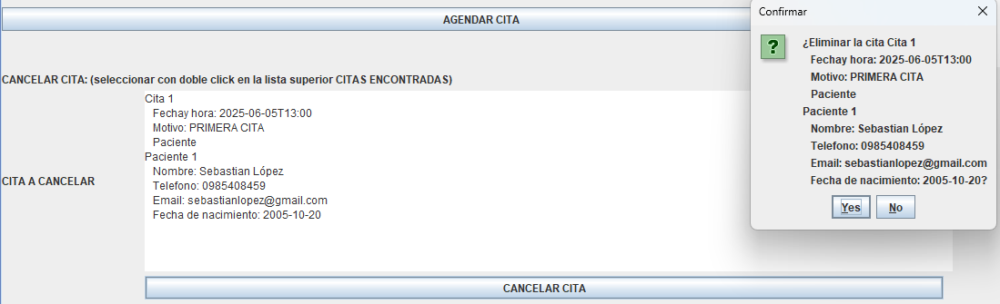 AGENDAR CITA
CANCELAR CITA: (seleccionar con doble click en la lista superior CITAS ENCONTRADAS)
CITA A CANCELAR
Cita 1
Fechay hora: 2025-06-05T13:00
Motivo: PRIMERA CITA
Paciente
Paciente 1
Nombre: Sebastian López
Telefono: 0985408459
Email: sebastianlopez@gmail.com
Fecha de nacimiento: 2005-10-20
CANCELAR CITA
Confirmar
¿Eliminar la cita Cita 1
Fechay hora: 2025-06-05T13:00
Motivo: PRIMERA CITA
Paciente
Paciente 1
Nombre: Sebastian López
Telefono: 0985408459
Email: sebastianlopez@gmail.com
Fecha de nacimiento: 2005-10-20?
Yes No